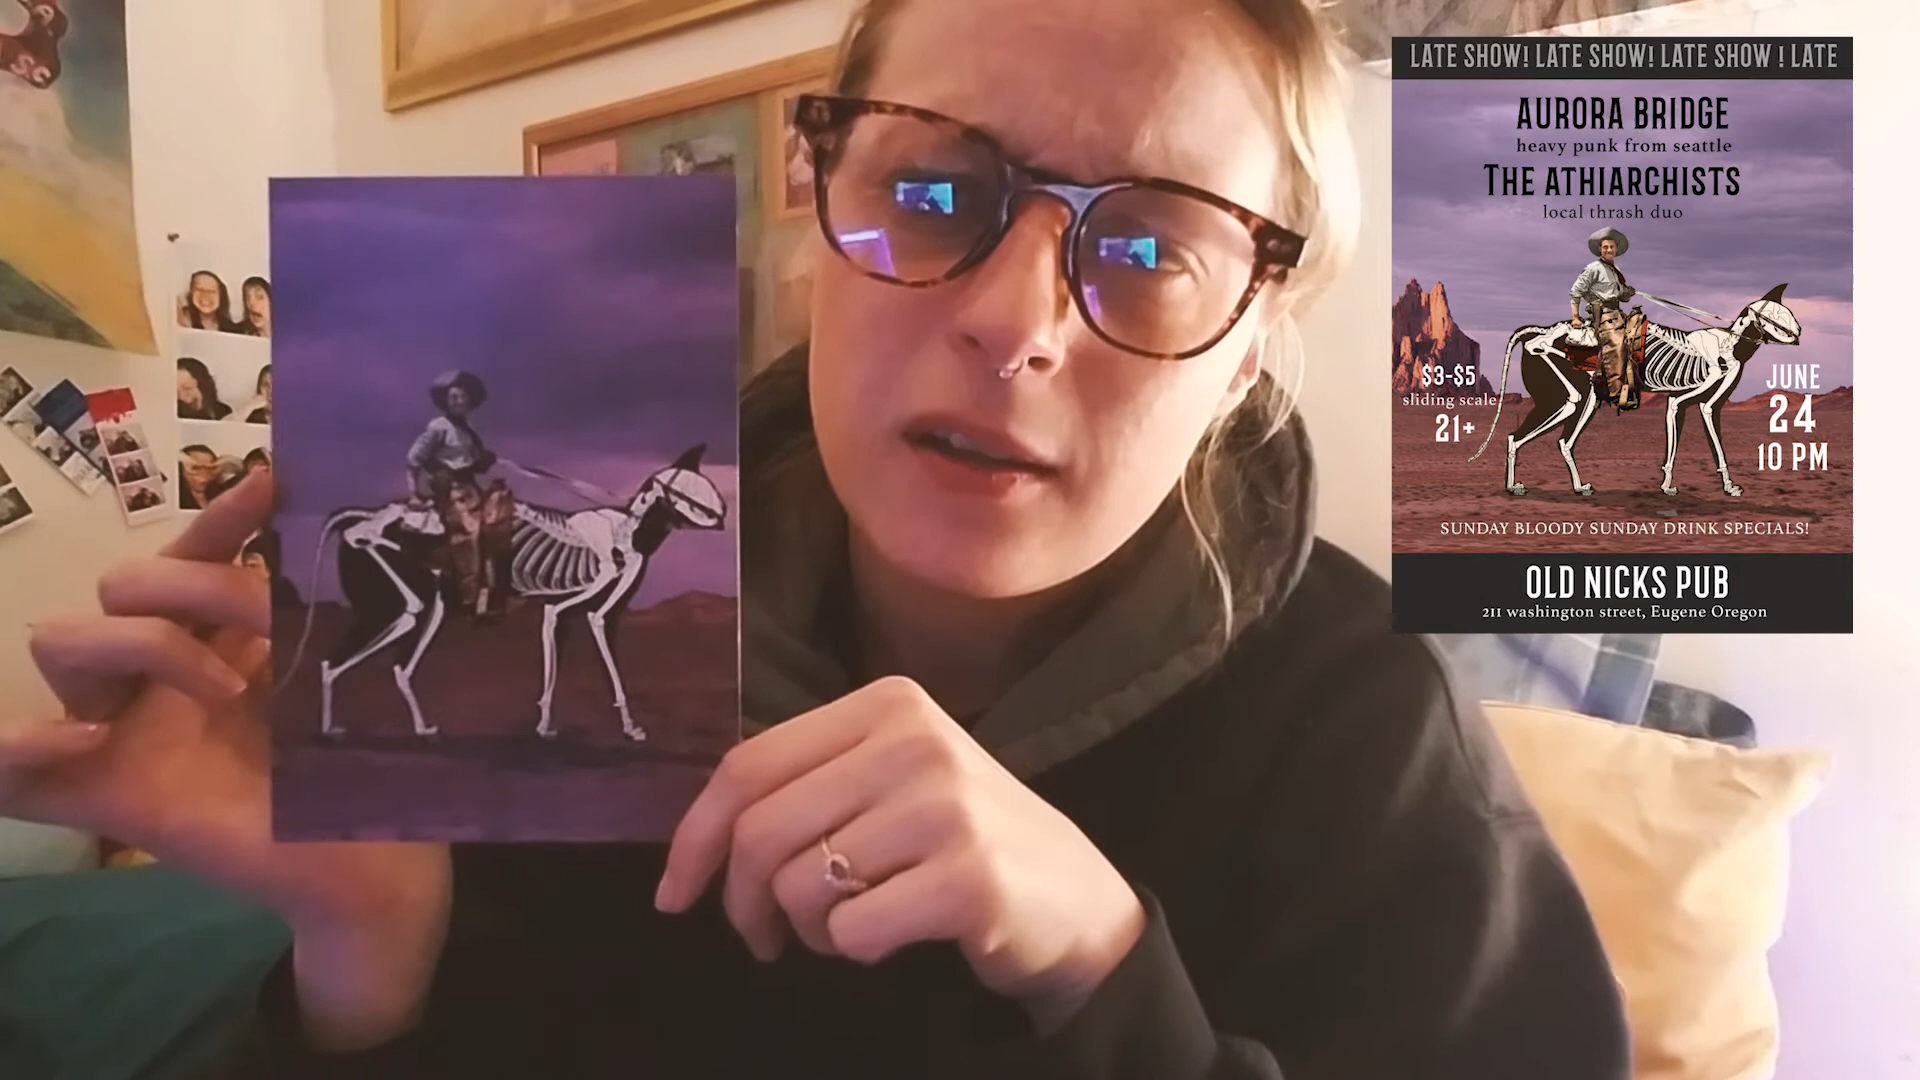 SC
LATE SHOW! LATE SHOW! LATE SHOW ! LATE
AURORA BRIDGE
heavy punk from seattle
THE ATHIARCHISTS
local thrash duo
$3-$5
sliding scale
21+
JUNE
24
10 PM
SUNDAY BLOODY SUNDAY DRINK SPECIALS!
OLD NICKS PUB
211 washington street, Eugene Oregon